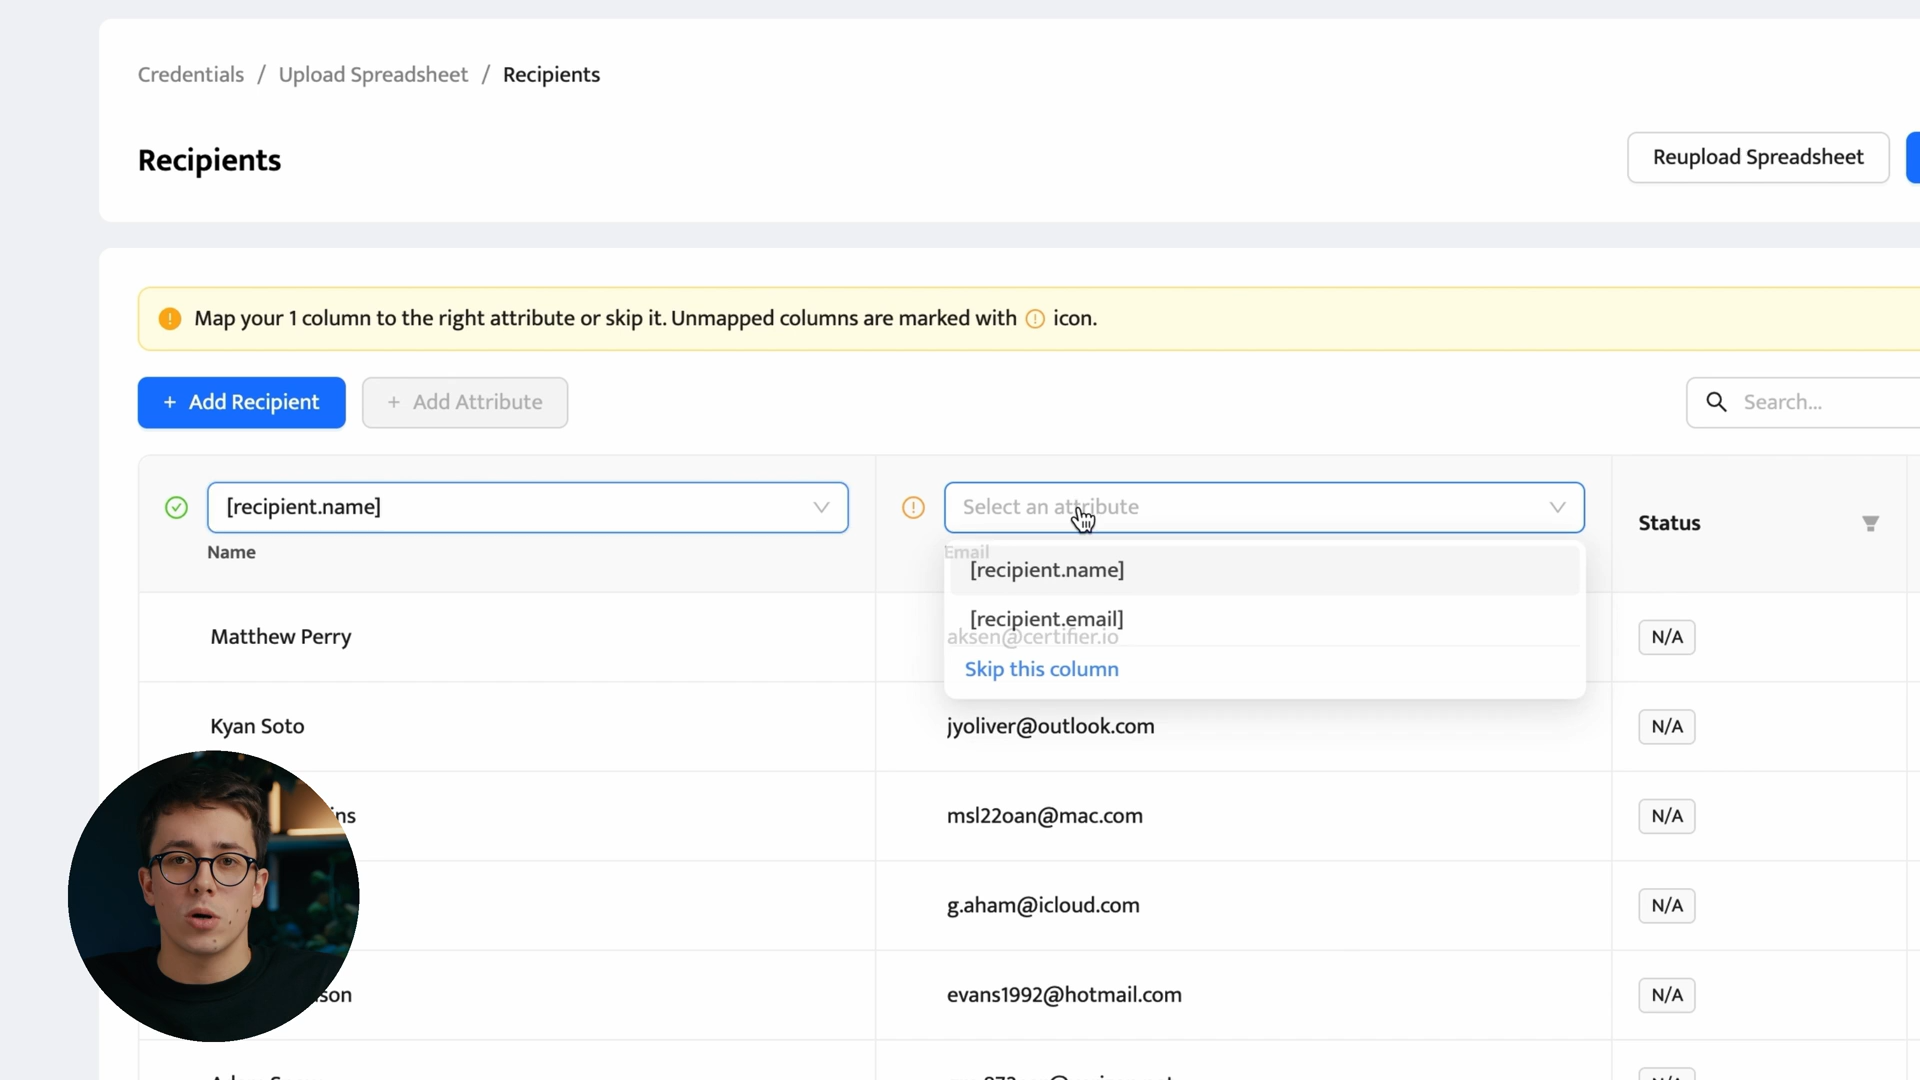 Credentials / Upload Spreadsheet / Recipients
Recipients
Reupload Spreadsheet
Map your 1 column to the right attribute or skip it. Unmapped columns are marked with icon.
+ Add Recipient
+ Add Attribute
Search...
[recipient.name]
Select an attribute
Status
Name
Email
[recipient.name]
[recipient.email]
Matthew Perry
aksen@certifier.io
N/A
Skip this column
Kyan Soto
jyoliver@outlook.com
N/A
ns
msl22oan@mac.com
N/A
g.aham@icloud.com
N/A
son
evans1992@hotmail.com
N/A